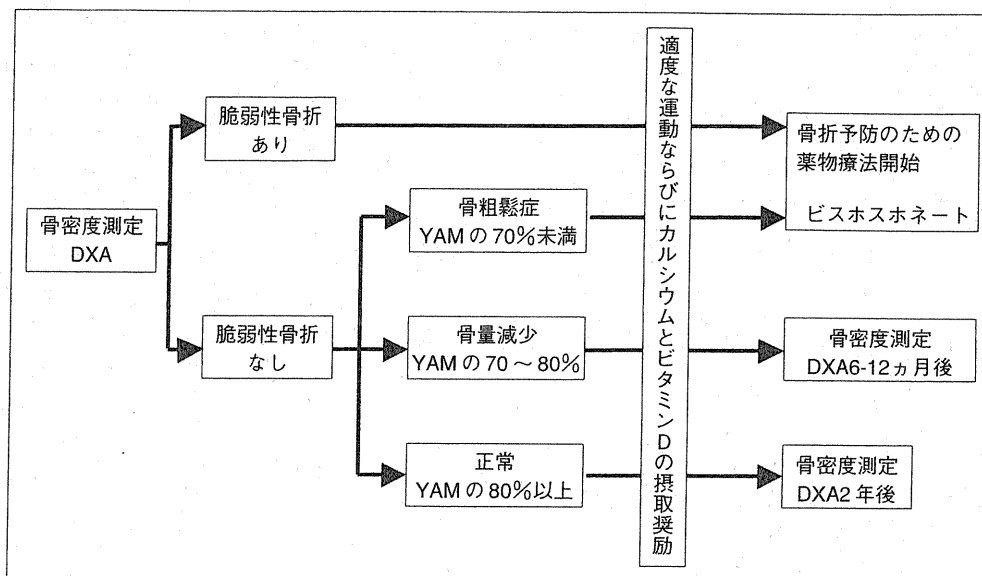 骨密度測定
DXA
脆弱性骨折
あり
脆弱性骨折
なし
骨粗鬆症
YAMの70%未満
骨量減少
YAMの70～80%
正常
YAMの80%以上
適度な運動ならびにカルシウムとビタミンDの摂取奨励
骨折予防のための
薬物療法開始
ビスホスホネート
骨密度測定
DXA6-12ヵ月後
骨密度測定
DXA2年後